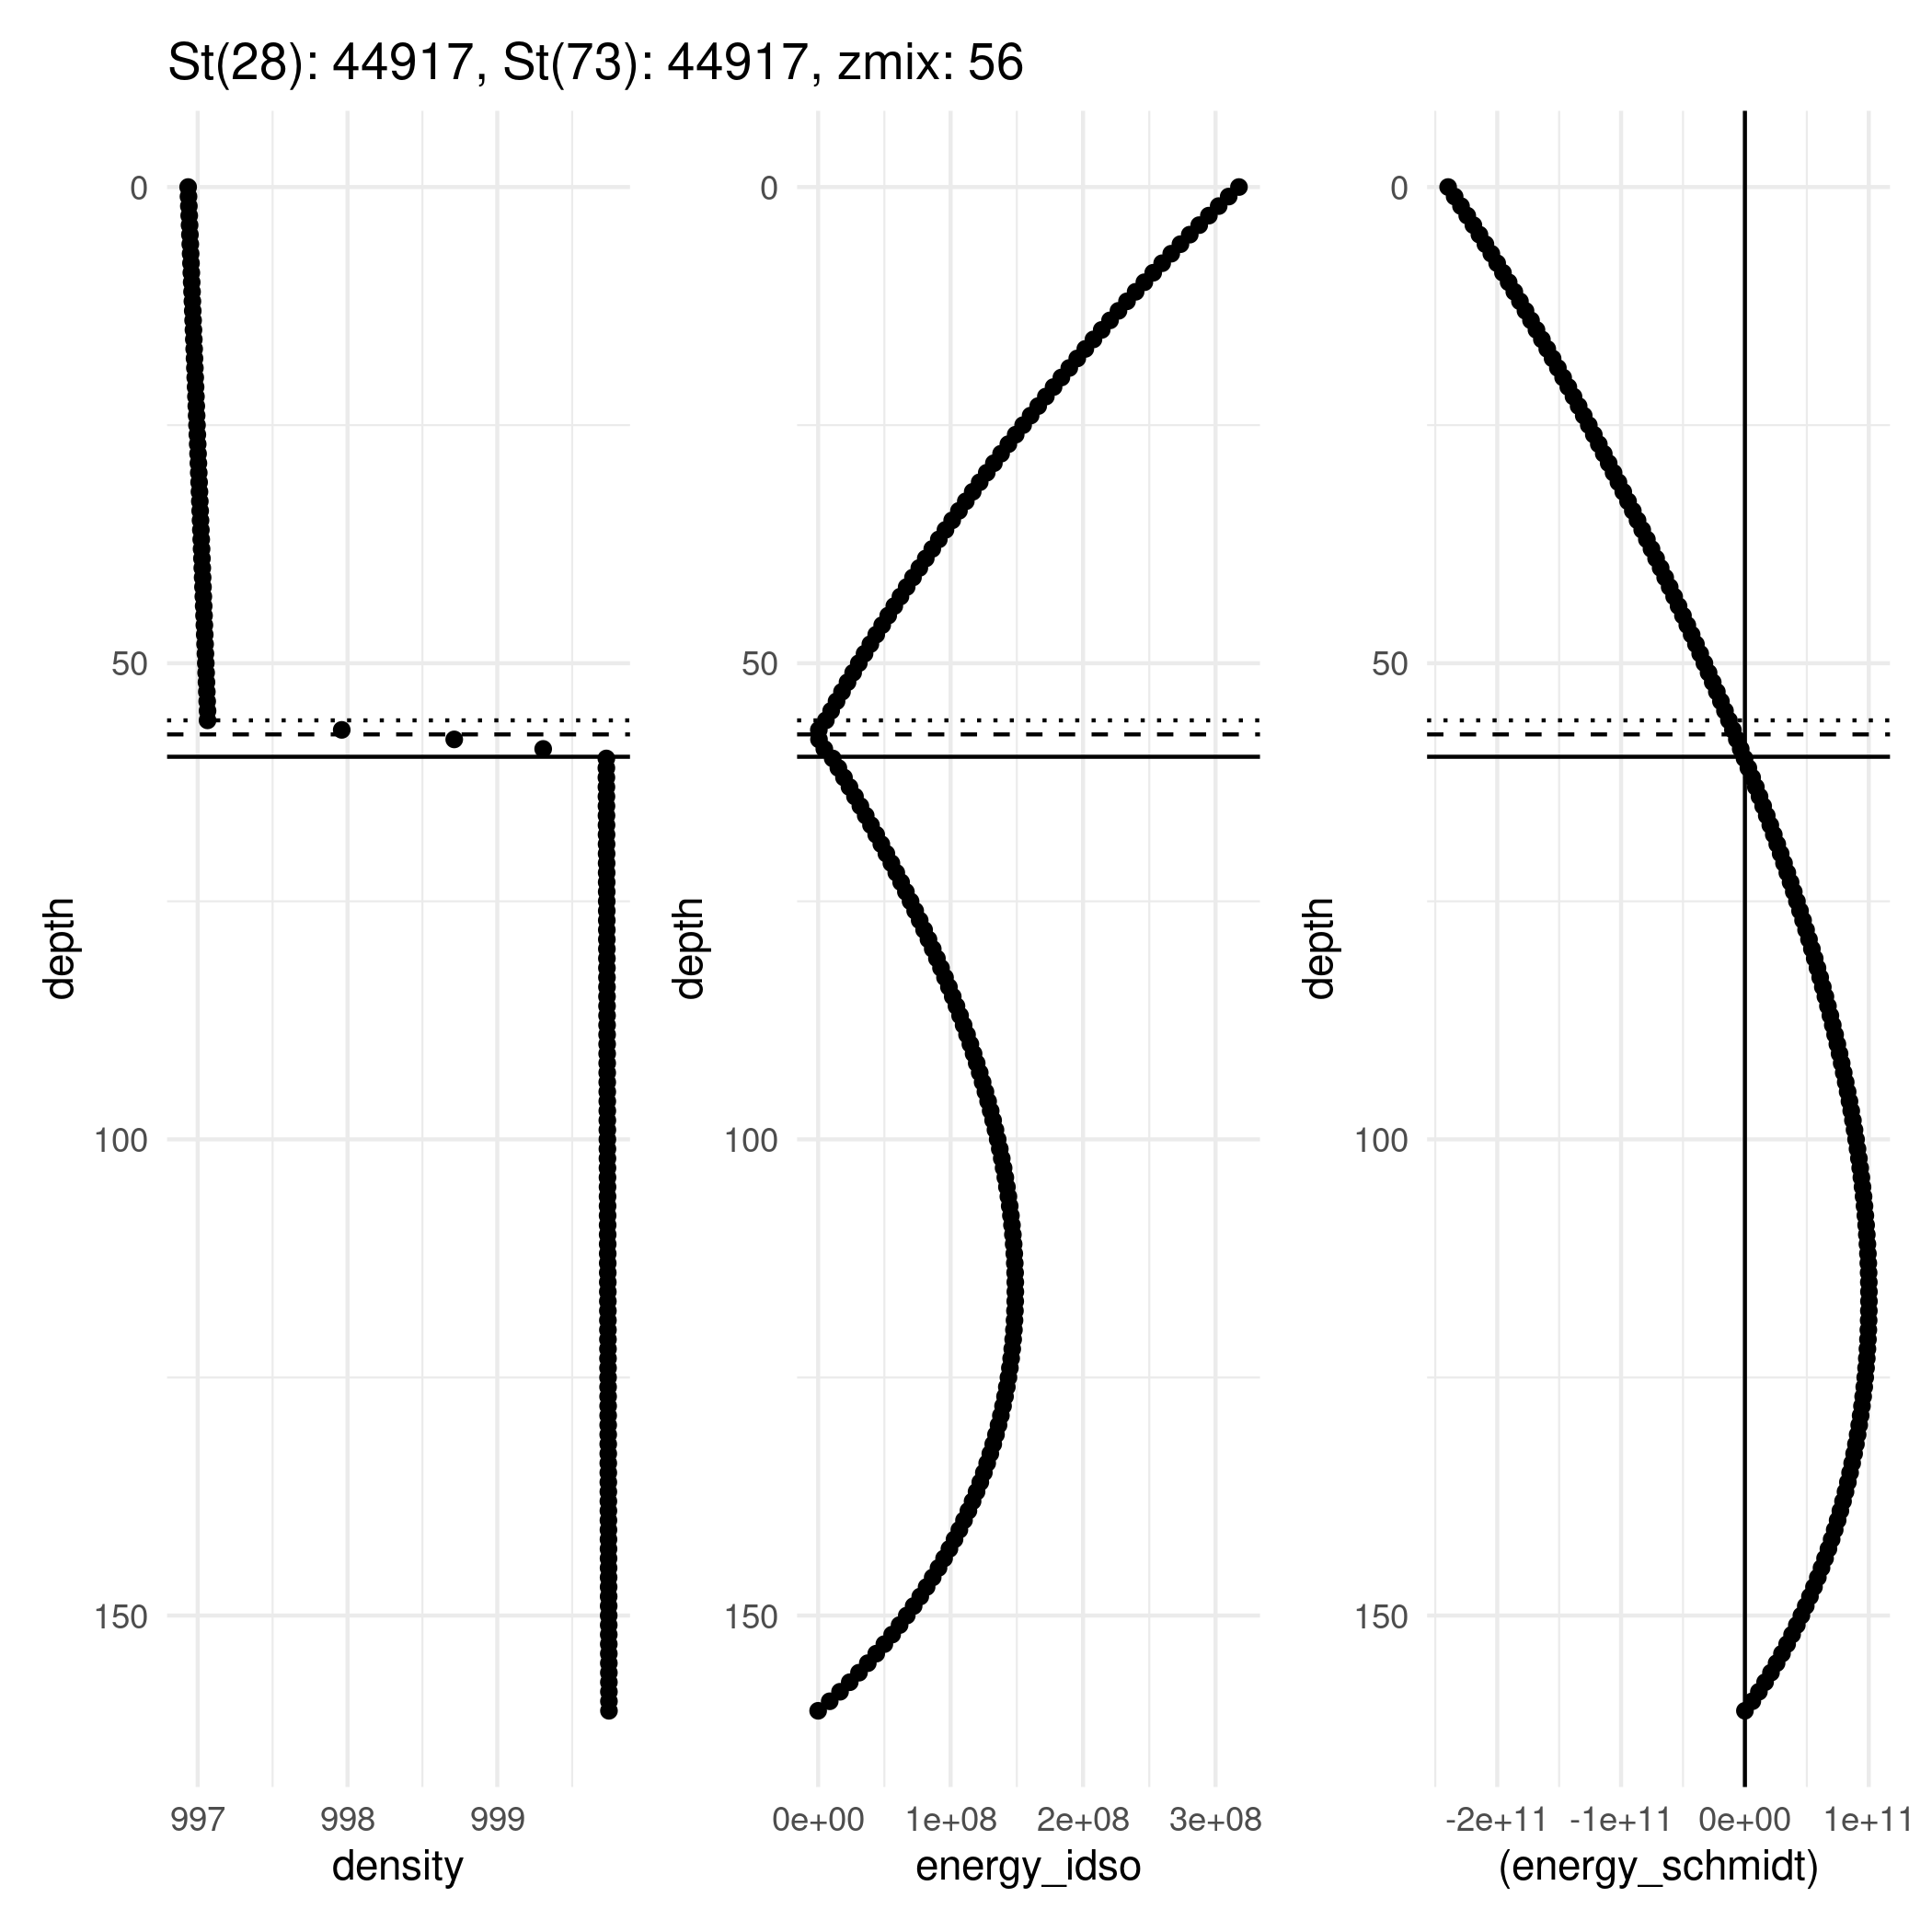 St(28): 44917, St(73): 44917, zmix: 56
0
50
100
150
depth
997 998 999
density
0
50
100
150
depth
0e+00 1e+08 2e+08 3e+08
energy_idso
0
50
100
150
depth
-2e+11 -1e+11 0e+00 1e+11
(energy_schmidt)